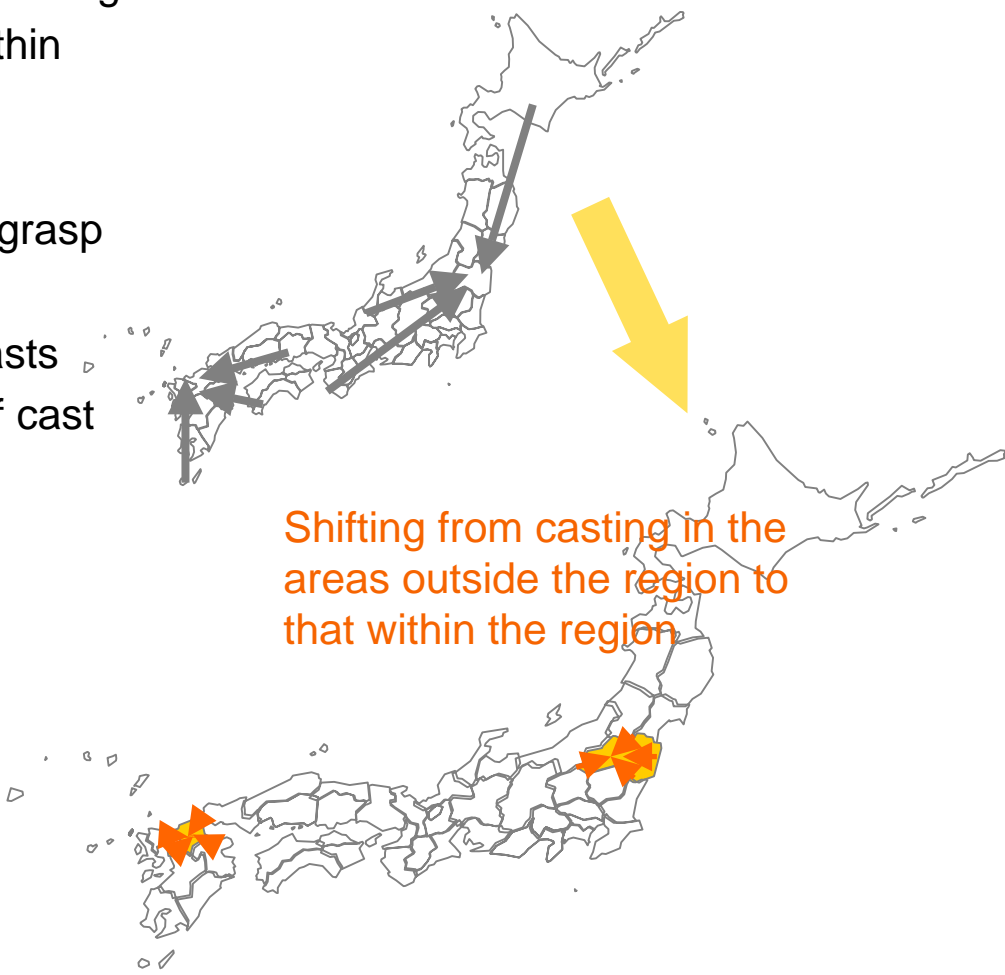 thin
grasp
asts
cast
Shifting from casting in the
areas outside the region to
that within the region